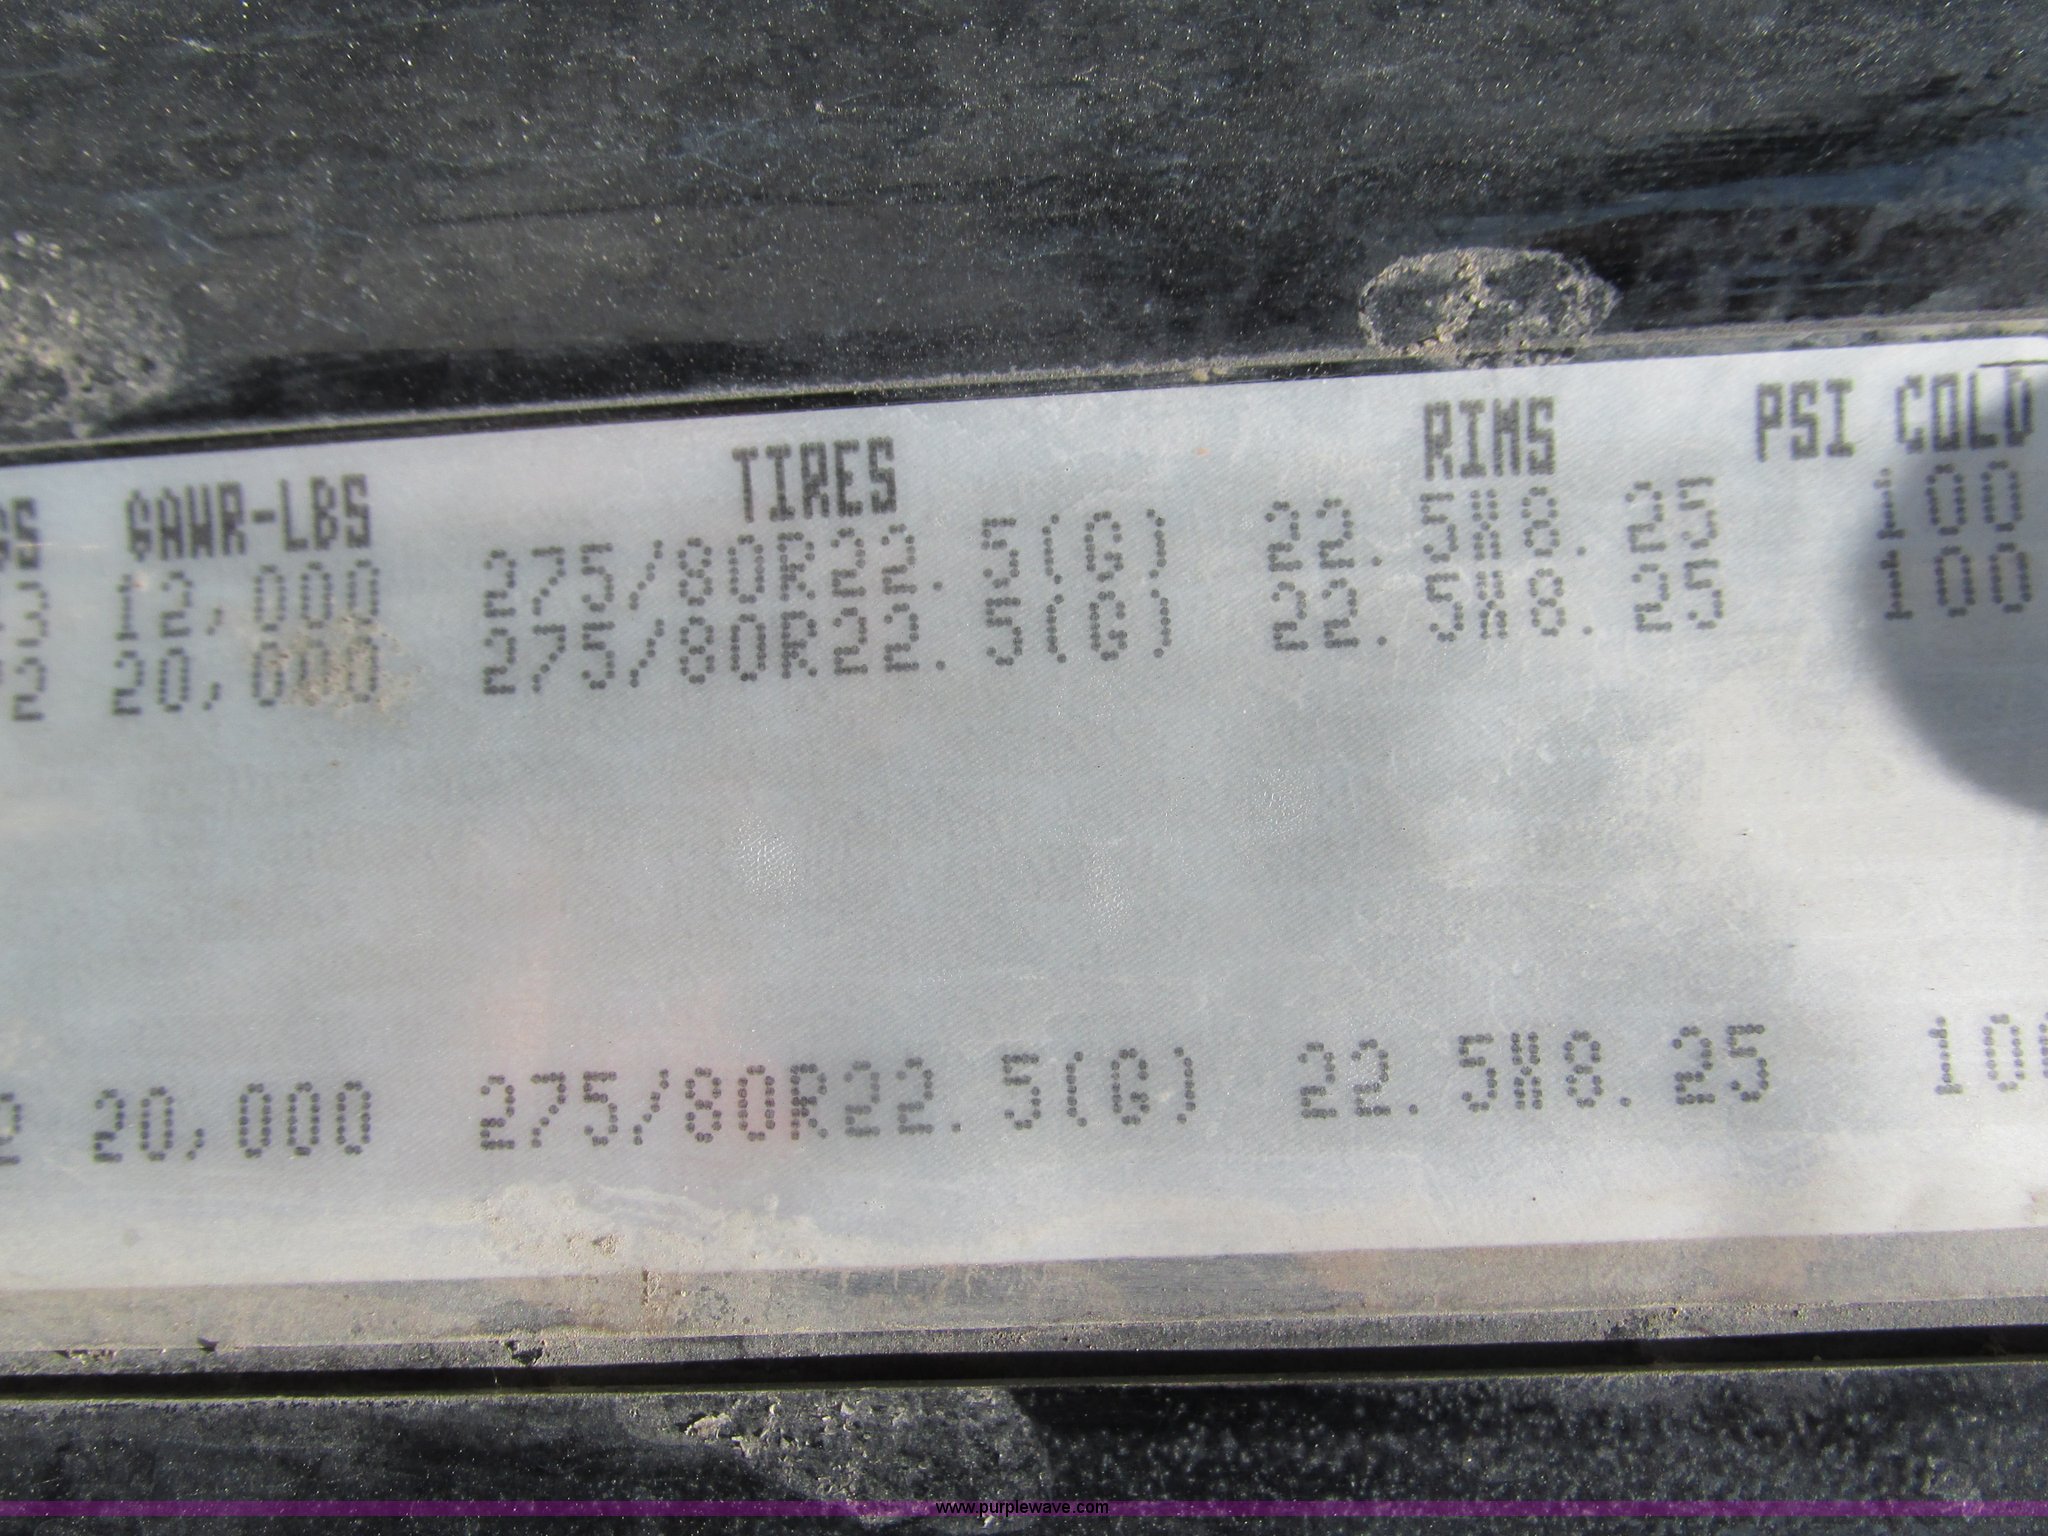 GAWR-LBS TIRES RIMS PSI COLD
12,000 275/80R22.5(G) 22.5X8.25 100
20,000 275/80R22.5(G) 22.5X8.25 100
20,000 275/80R22.5(G) 22.5X8.25
www.purplewave.com